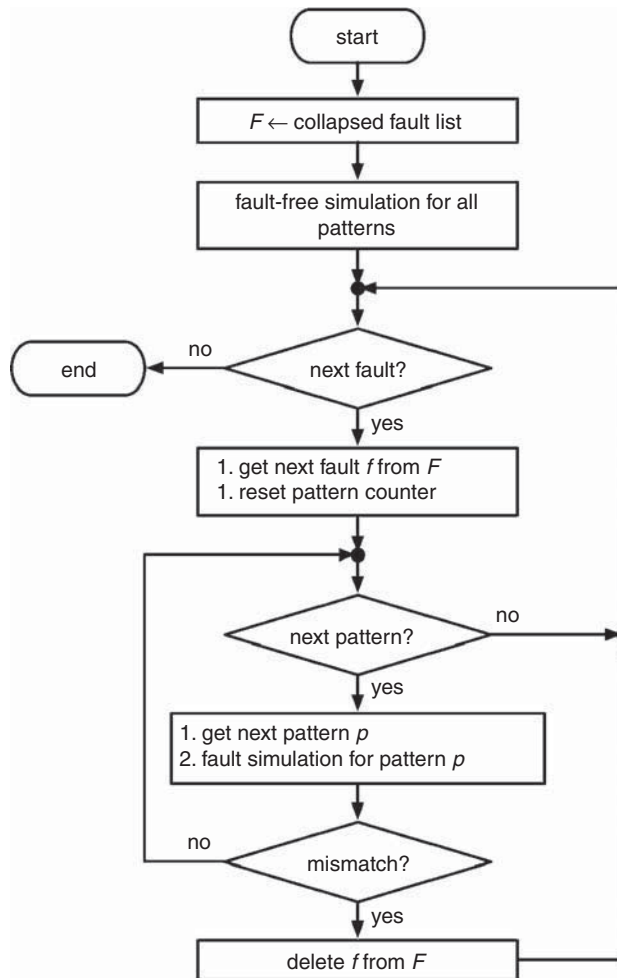 start
F ← collapsed fault list
fault-free simulation for all
patterns
no
end
next fault?
yes
1. get next fault f from F
1. reset pattern counter
next pattern?
no
yes
1. get next pattern p
2. fault simulation for pattern p
no
mismatch?
yes
delete f from F